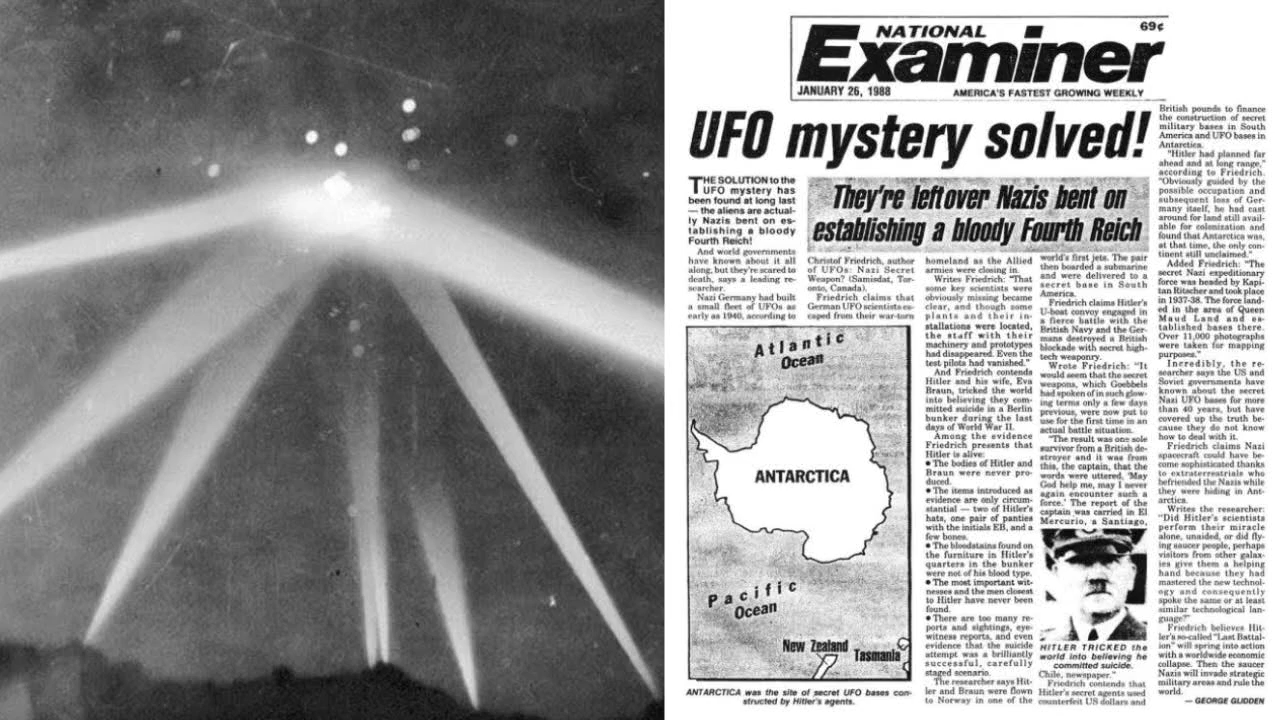 NATIONAL
Examiner
69¢
JANUARY 26, 1988
AMERICA'S FASTEST GROWING WEEKLY
UFO mystery solved!
They're leftover Nazis bent on
establishing a bloody Fourth Reich
THE SOLUTION to the
UFO mystery has
been found at long last
— the aliens are actual-
ly Nazis bent on es-
tablishing a bloody
Fourth Reich!
And world governments
have known about it all
along, but they're scared to
death, says a leading re-
searcher.
Nazi Germany had built
a small fleet of UFOs as
early as 1940, according to
Christof Friedrich, author
of UFOs: Nazi Secret
Weapon? (Samisdat, Tor-
onto, Canada).
Friedrich claims that
German UFO scientists es-
caped from their war-torn
homeland as the Allied
armies were closing in.
Writes Friedrich: "That
some key scientists were
obviously missing became
clear, and though some
plants and their in-
stallations were located,
the staff with their
machinery and prototypes
had disappeared. Even the
test pilots had vanished."
And Friedrich contends
Hitler and his wife, Eva
Braun, tricked the world
into believing they com-
mitted suicide in a Berlin
bunker during the last
days of World War II.
Among the evidence
Friedrich presents that
Hitler is alive:
● The bodies of Hitler and
Braun were never pro-
duced.
● The items introduced as
evidence are only circum-
stantial — two of Hitler's
hats, one pair of panties
with the initials EB, and a
few bones.
● The bloodstains found on
the furniture in Hitler's
quarters in the bunker
were not of his blood type.
● The most important wit-
nesses and the men closest
to Hitler have never been
found.
● There are too many re-
ports and sightings, eye-
witness reports, and even
evidence that the suicide
attempt was a brilliantly
successful, carefully
staged scenario.
The researcher says Hit-
ler and Braun were flown
to Norway in one of the
world's first jets. The pair
then boarded a submarine
and were delivered to a
secret base in South
America.
Friedrich claims Hitler's
U-boat convoy engaged in
a fierce battle with the
British Navy and the Ger-
mans destroyed a British
blockade with secret high-
tech weaponry.
Wrote Friedrich: "It
would seem that the secret
weapons, which Goebbels
had spoken of in such glow-
ing terms only a few days
previous, were now put to
use for the first time in an
actual battle situation.
"The result was one sole
survivor from a British de-
stroyer and it was from
this, the captain, that the
words were uttered, 'May
God help me, may I never
again encounter such a
force.' The report of the
captain was carried in El
Mercurio, a Santiago,
Chile, newspaper."
Friedrich contends that
Hitler's secret agents used
counterfeit US dollars and
British pounds to finance
the construction of secret
military bases in South
America and UFO bases in
Antarctica.
"Hitler had planned far
ahead and at long range,"
according to Friedrich.
"Obviously guided by the
possible occupation and
subsequent loss of Ger-
many itself, he had cast
around for land still avail-
able for colonization and
found that Antarctica was,
at that time, the only con-
tinent still unclaimed."
Added Friedrich: "The
secret Nazi expeditionary
force was headed by Kapi-
tan Ritscher and took place
in 1937-38. The force land-
ed in the area of Queen
Maud Land and es-
tablished bases there.
Over 11,000 photographs
were taken for mapping
purposes."
Incredibly, the re-
searcher says the US and
Soviet governments have
known about the secret
Nazi UFO bases for more
than 40 years, but have
covered up the truth be-
cause they do not know
how to deal with it.
Friedrich claims Nazi
spacecraft could have be-
come sophisticated thanks
to extraterrestrials who
befriended the Nazis while
they were hiding in Ant-
arctica.
Writes the researcher:
"Did Hitler's scientists
perform their miracle
alone, unaided, or did fly-
ing saucer people, perhaps
visitors from other galax-
ies give them a helping
hand because they had
mastered the new technol-
ogy and consequently
spoke the same or at least
similar technological lan-
guage?"
Friedrich believes Hit-
ler's so-called "Last Battal-
ion" will spring into action
with a worldwide economic
collapse. Then the saucer
Nazis will invade strategic
military areas and rule the
world.
— GEORGE GLIDDEN
Atlantic
Ocean
ANTARCTICA
Pacific
Ocean
New Zealand
Tasmania
ANTARCTICA was the site of secret UFO bases con-
structed by Hitler's agents.
HITLER TRICKED the
world into believing he
committed suicide.